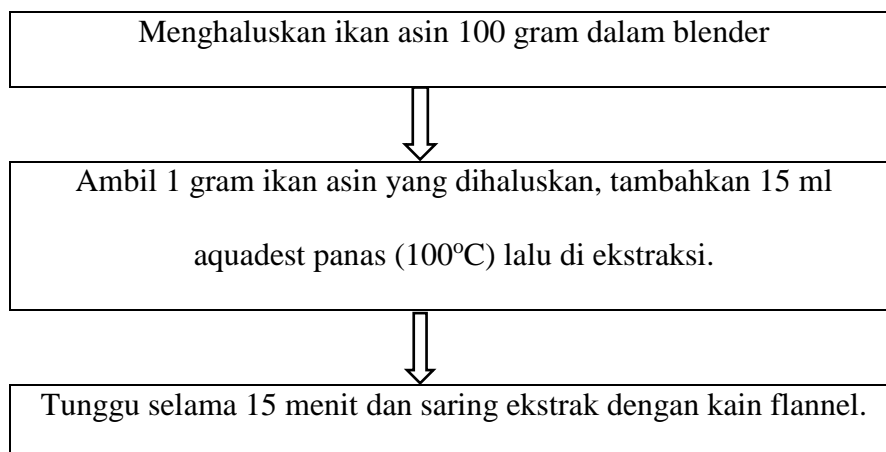 Menghaluskan ikan asin 100 gram dalam blender
Ambil 1 gram ikan asin yang dihaluskan, tambahkan 15 ml
aquadest panas (100ºC) lalu di ekstraksi.
Tunggu selama 15 menit dan saring ekstrak dengan kain flannel.